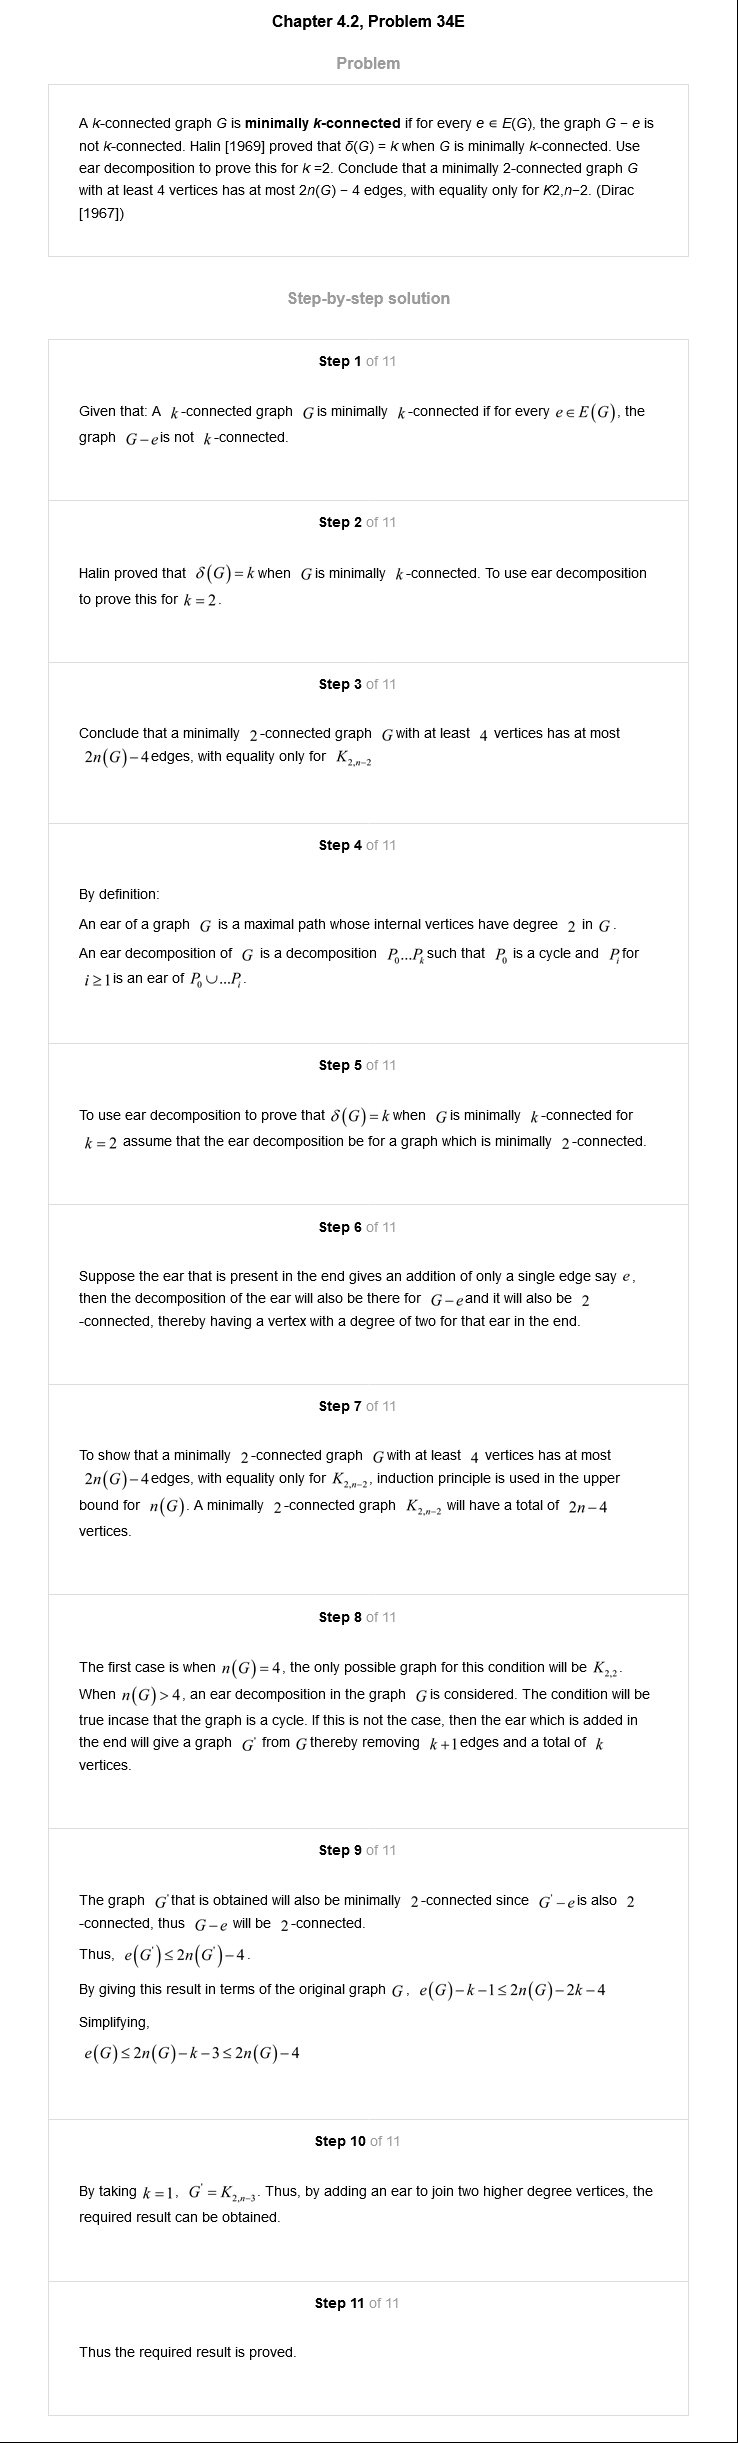 Chapter 4.2, Problem 34E
Problem
A k-connected graph G is minimally k-connected if for every e ∈ E(G), the graph G − e is
not k-connected. Halin [1969] proved that δ(G) = k when G is minimally k-connected. Use
ear decomposition to prove this for k =2. Conclude that a minimally 2-connected graph G
with at least 4 vertices has at most 2n(G) − 4 edges, with equality only for K2,n−2. (Dirac
[1967])
Step-by-step solution
Step 1 of 11
Given that: A k-connected graph G is minimally k-connected if for every e∈E(G), the
graph G−e is not k-connected.
Step 2 of 11
Halin proved that δ(G)=k when G is minimally k-connected. To use ear decomposition
to prove this for k=2.
Step 3 of 11
Conclude that a minimally 2-connected graph G with at least 4 vertices has at most
2n(G)−4 edges, with equality only for K_{2,n−2}
Step 4 of 11
By definition:
An ear of a graph G is a maximal path whose internal vertices have degree 2 in G.
An ear decomposition of G is a decomposition P_0...P_k such that P_0 is a cycle and P_i for
i≥1 is an ear of P_0∪...P_i.
Step 5 of 11
To use ear decomposition to prove that δ(G)=k when G is minimally k-connected for
k=2 assume that the ear decomposition be for a graph which is minimally 2-connected.
Step 6 of 11
Suppose the ear that is present in the end gives an addition of only a single edge say e,
then the decomposition of the ear will also be there for G−e and it will also be 2
-connected, thereby having a vertex with a degree of two for that ear in the end.
Step 7 of 11
To show that a minimally 2-connected graph G with at least 4 vertices has at most
2n(G)−4 edges, with equality only for K_{2,n−2}, induction principle is used in the upper
bound for n(G). A minimally 2-connected graph K_{2,n−2} will have a total of 2n−4
vertices.
Step 8 of 11
The first case is when n(G)=4, the only possible graph for this condition will be K_{2,2}.
When n(G)>4, an ear decomposition in the graph G is considered. The condition will be
true incase that the graph is a cycle. If this is not the case, then the ear which is added in
the end will give a graph G' from G thereby removing k+1 edges and a total of k
vertices.
Step 9 of 11
The graph G' that is obtained will also be minimally 2-connected since G'−e is also 2
-connected, thus G−e will be 2-connected.
Thus, e(G')≤2n(G')−4.
By giving this result in terms of the original graph G, e(G)−k−1≤2n(G)−2k−4
Simplifying,
e(G)≤2n(G)−k−3≤2n(G)−4
Step 10 of 11
By taking k=1, G'=K_{2,n−3}. Thus, by adding an ear to join two higher degree vertices, the
required result can be obtained.
Step 11 of 11
Thus the required result is proved.